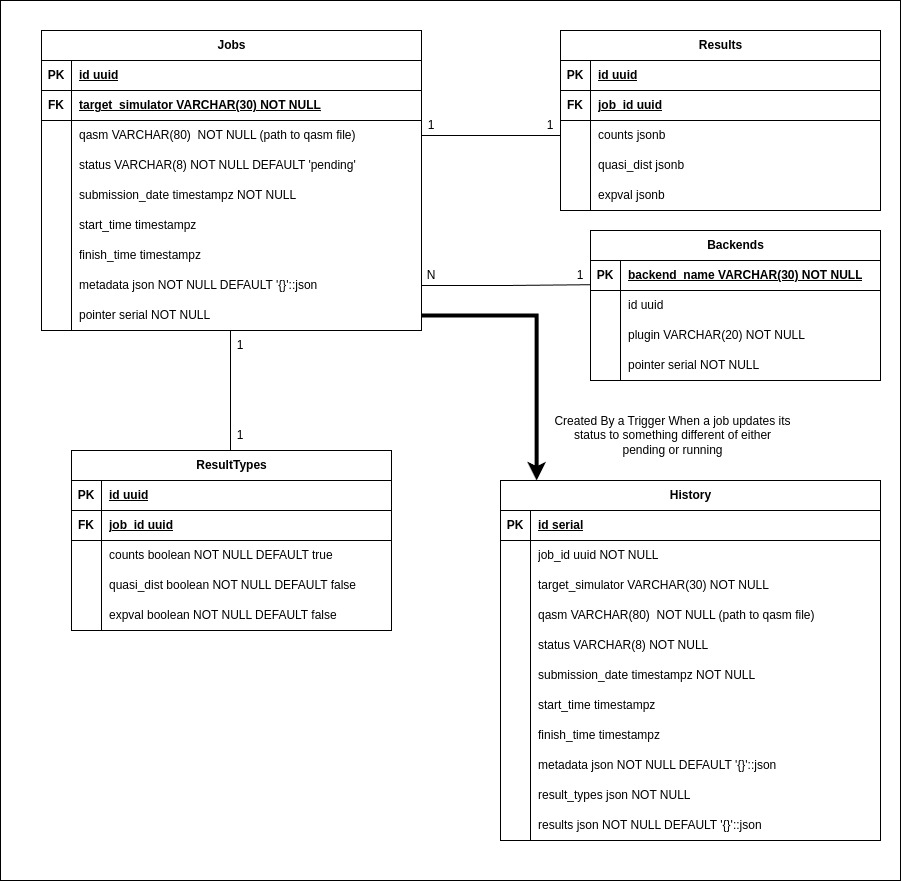 Jobs
PK id uuid
FK target_simulator VARCHAR(30) NOT NULL
qasm VARCHAR(80)  NOT NULL (path to qasm file)
status VARCHAR(8) NOT NULL DEFAULT 'pending'
submission_date timestampz NOT NULL
start_time timestampz
finish_time timestampz
metadata json NOT NULL DEFAULT '{}'::json
pointer serial NOT NULL
1 1
Results
PK id uuid
FK job_id uuid
counts jsonb
quasi_dist jsonb
expval jsonb
N 1
Backends
PK backend_name VARCHAR(30) NOT NULL
id uuid
plugin VARCHAR(20) NOT NULL
pointer serial NOT NULL
1
1
ResultTypes
PK id uuid
FK job_id uuid
counts boolean NOT NULL DEFAULT true
quasi_dist boolean NOT NULL DEFAULT false
expval boolean NOT NULL DEFAULT false
Created By a Trigger When a job updates its
status to something different of either
pending or running
History
PK id serial
job_id uuid NOT NULL
target_simulator VARCHAR(30) NOT NULL
qasm VARCHAR(80)  NOT NULL (path to qasm file)
status VARCHAR(8) NOT NULL
submission_date timestampz NOT NULL
start_time timestampz
finish_time timestampz
metadata json NOT NULL DEFAULT '{}'::json
result_types json NOT NULL
results json NOT NULL DEFAULT '{}'::json